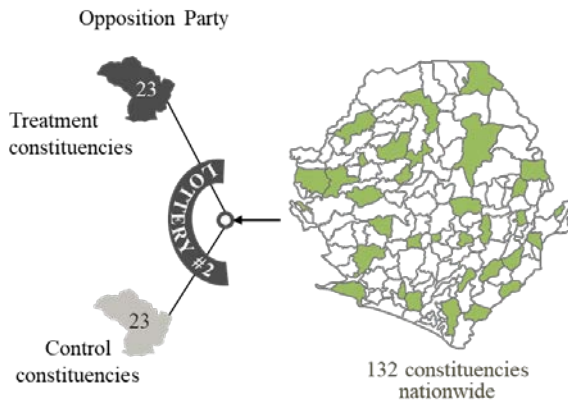 Opposition Party
23
Treatment
constituencies
LOTTERY #2
23
Control
constituencies
132 constituencies
nationwide